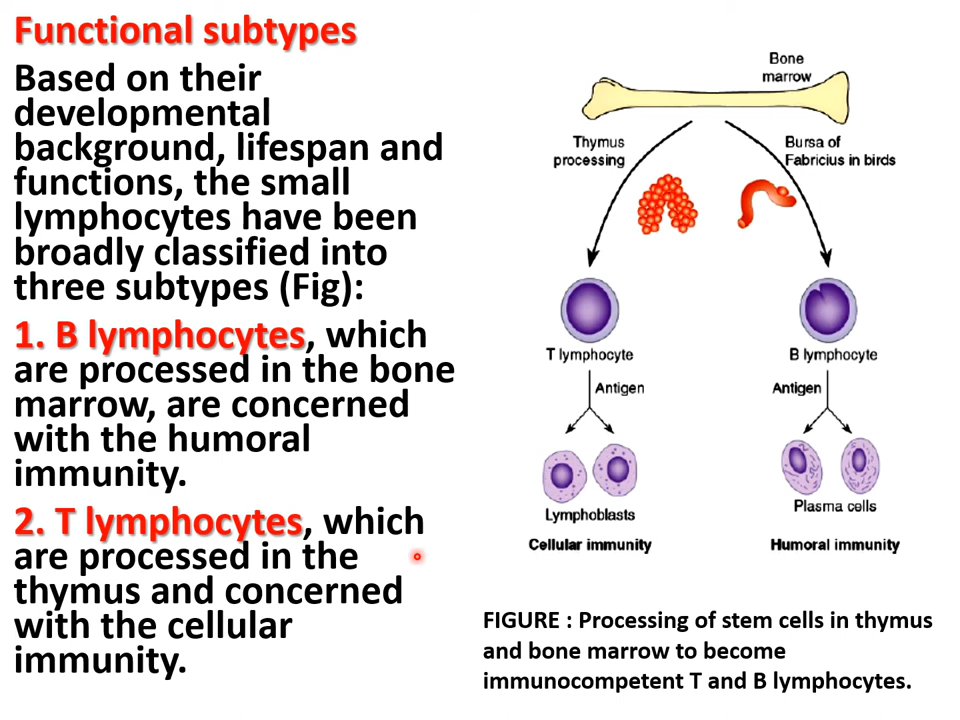 Functional subtypes
Based on their
developmental
background, lifespan and
functions, the small
lymphocytes have been
broadly classified into
three subtypes (Fig):
1. B lymphocytes, which
are processed in the bone
marrow, are concerned
with the humoral
immunity.
2. T lymphocytes, which
are processed in the
thymus and concerned
with the cellular
immunity.
Bone
marrow
Thymus
processing
Bursa of
Fabricius in birds
T lymphocyte
B lymphocyte
Antigen
Antigen
Lymphoblasts
Plasma cells
Cellular immunity
Humoral immunity
FIGURE : Processing of stem cells in thymus
and bone marrow to become
immunocompetent T and B lymphocytes.